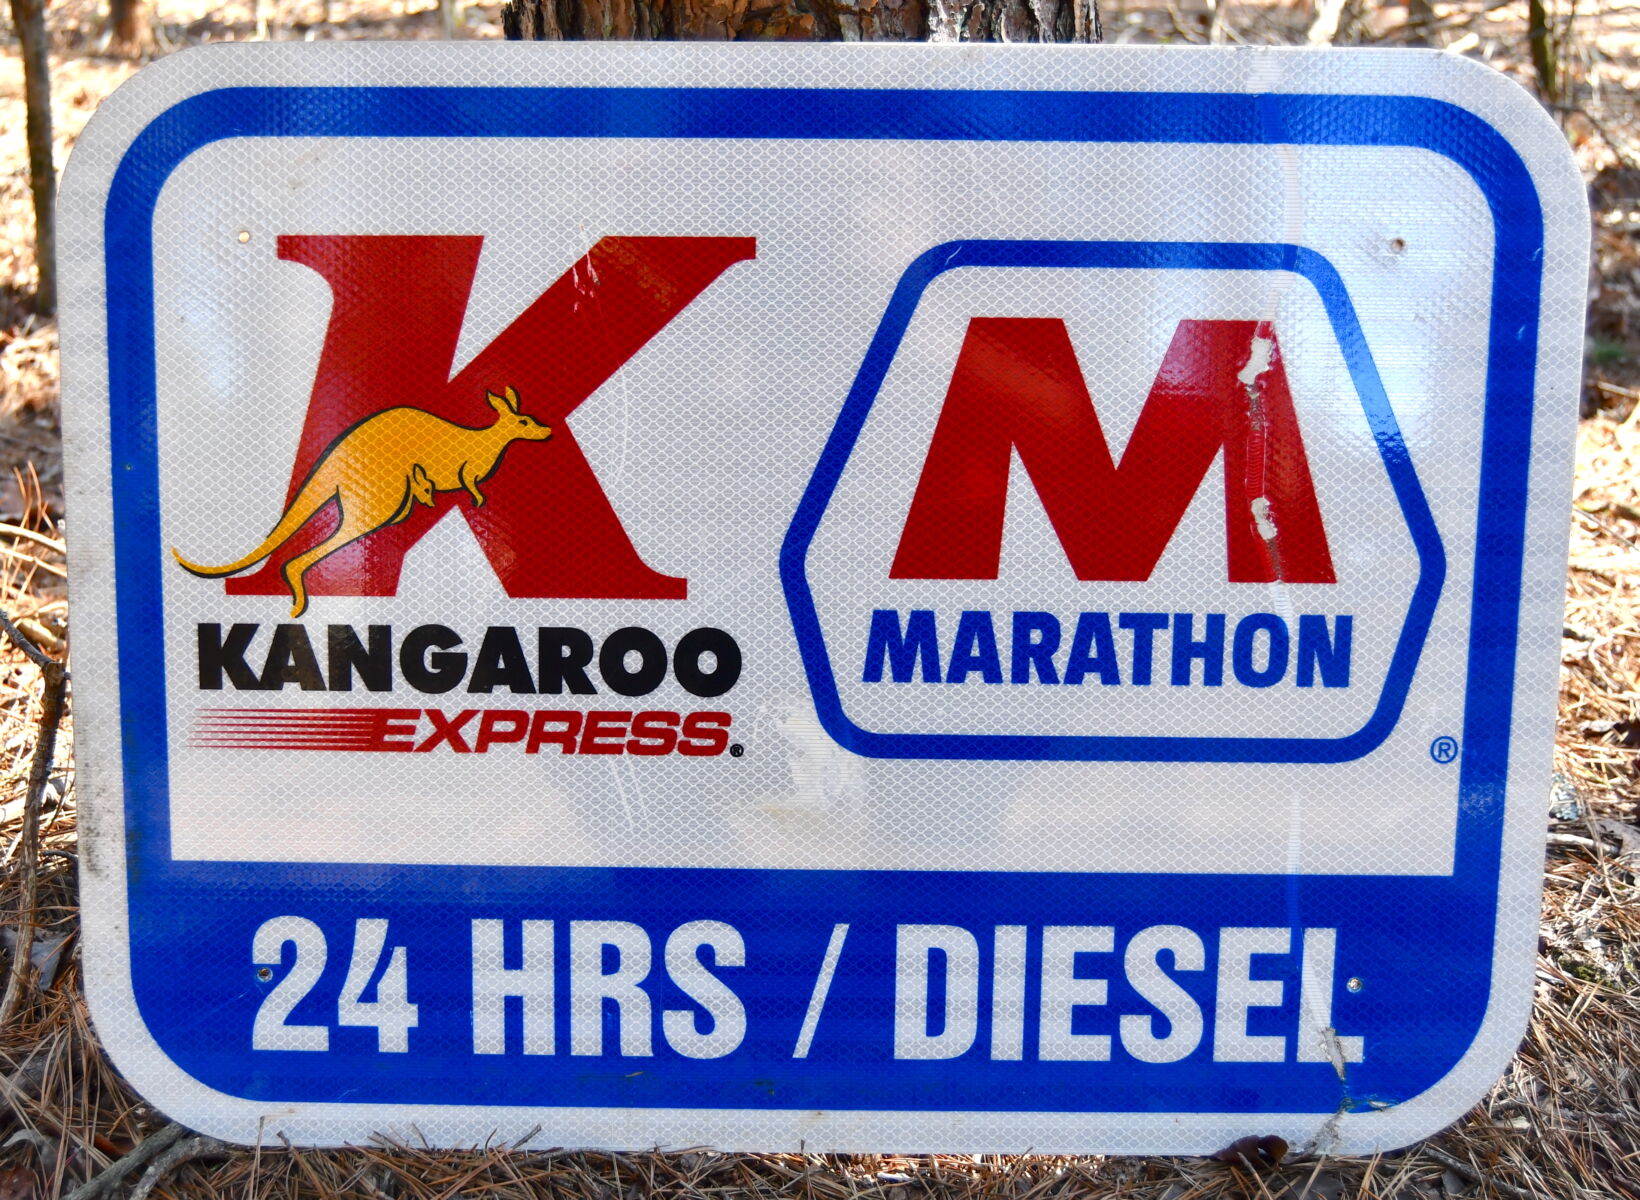 K
KANGAROO
EXPRESS®
M
MARATHON
®
24 HRS / DIESEL